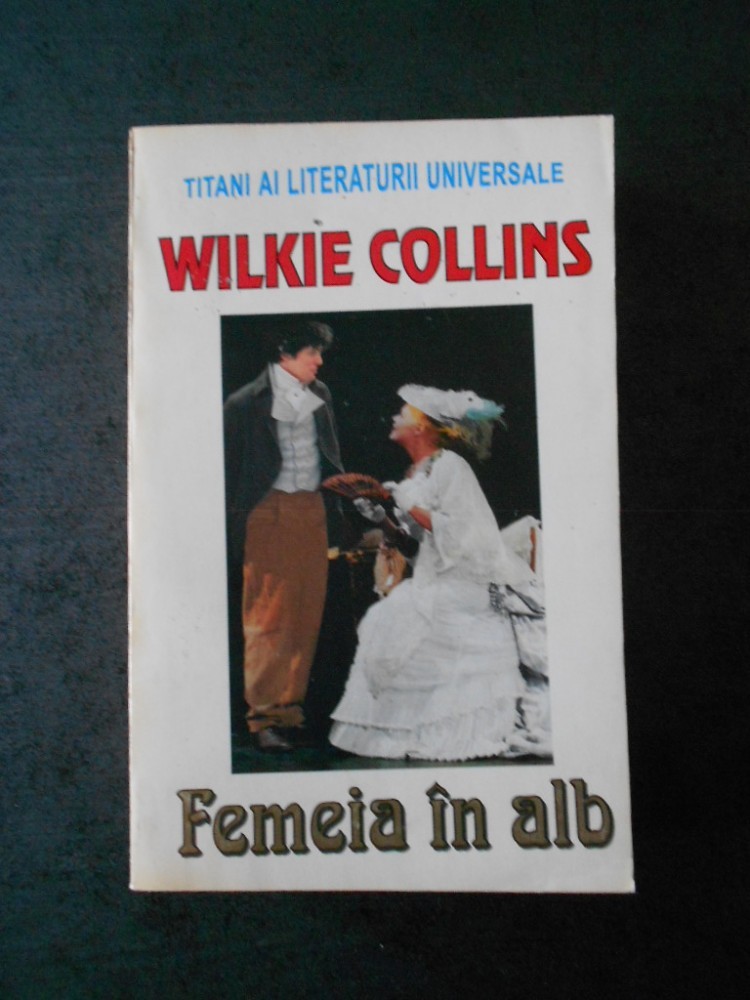 TITANI AI LITERATURII UNIVERSALE
WILKIE COLLINS
Femeia în alb